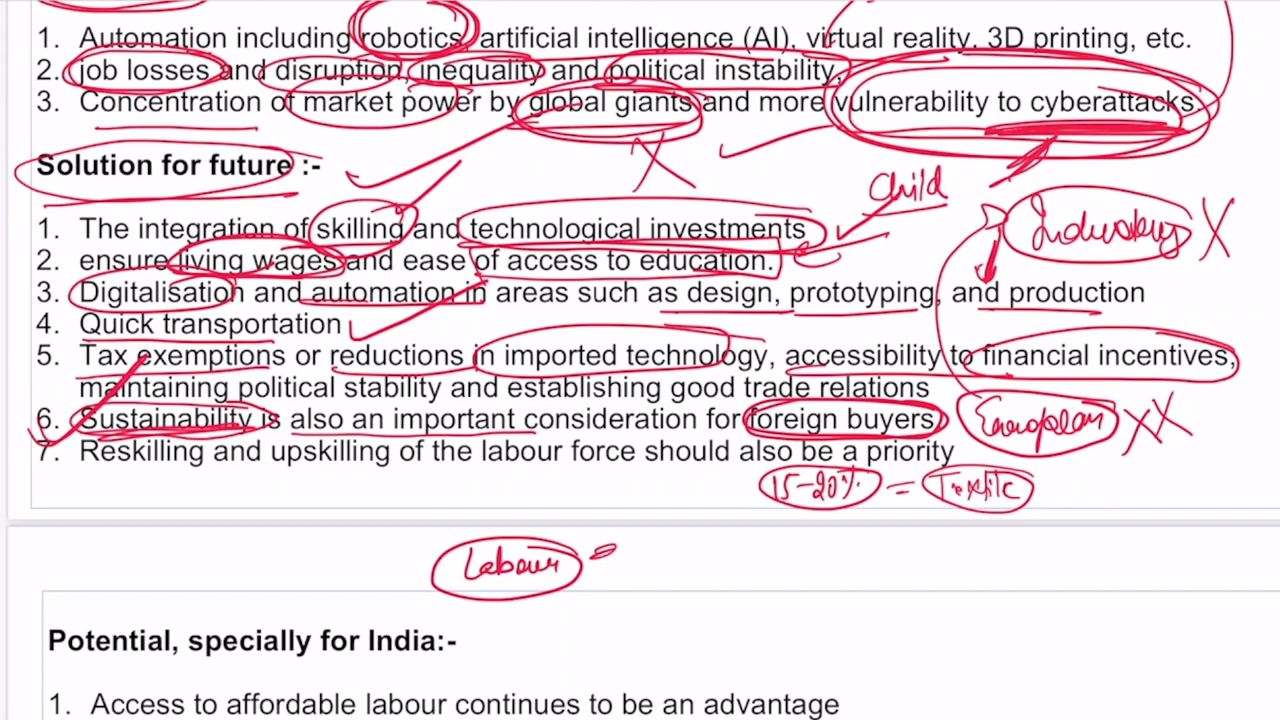 1. Automation including robotics, artificial intelligence (AI), virtual reality, 3D printing, etc.
2. job losses and disruption, inequality and political instability,
3. Concentration of market power by global giants and more vulnerability to cyberattacks.
Solution for future :-
Child
1. The integration of skilling and technological investments
2. ensure living wages and ease of access to education.
3. Digitalisation and automation in areas such as design, prototyping, and production
4. Quick transportation
5. Tax exemptions or reductions in imported technology, accessibility to financial incentives,
maintaining political stability and establishing good trade relations
6. Sustainability is also an important consideration for foreign buyers
European XX
7. Reskilling and upskilling of the labour force should also be a priority
15-20% = Textile
Labour =
Potential, specially for India:-
1. Access to affordable labour continues to be an advantage